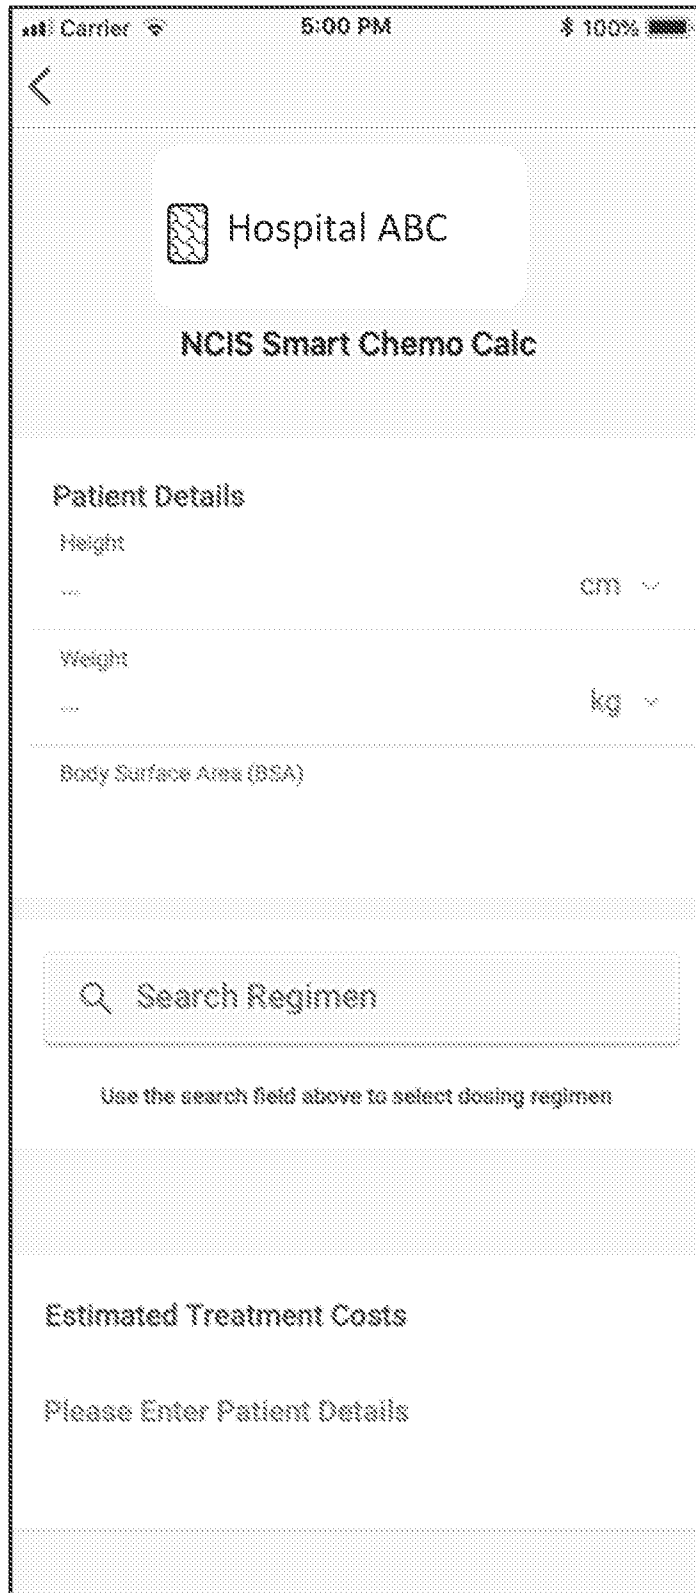 Carrier 5:00 PM 100%
Hospital ABC
NCIS Smart Chemo Calc
Patient Details
Height
... cm
Weight
... kg
Body Surface Area (BSA)
Search Regimen
Use the search field above to select dosing regimen
Estimated Treatment Costs
Please Enter Patient Details